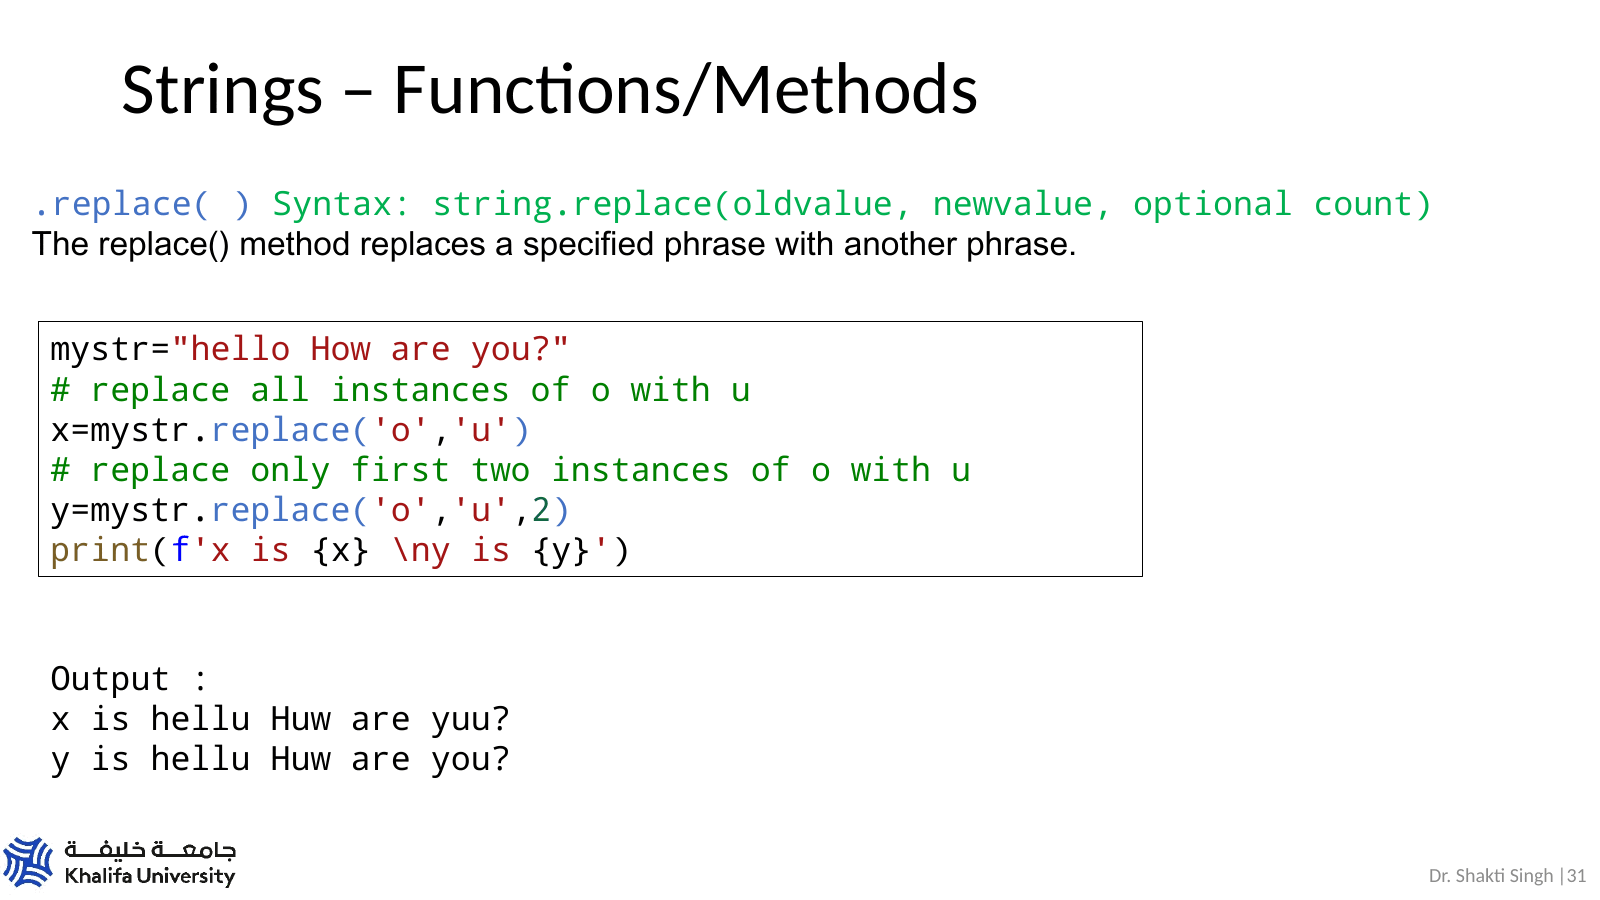 Strings – Functions/Methods
.replace( ) Syntax: string.replace(oldvalue, newvalue, optional count)
The replace() method replaces a specified phrase with another phrase.
mystr="hello How are you?"
# replace all instances of o with u
x=mystr.replace('o','u')
# replace only first two instances of o with u
y=mystr.replace('o','u',2)
print(f'x is {x} \ny is {y}')
Output :
x is hellu Huw are yuu?
y is hellu Huw are you?
جامعة خليفة
Khalifa University
Dr. Shakti Singh |31